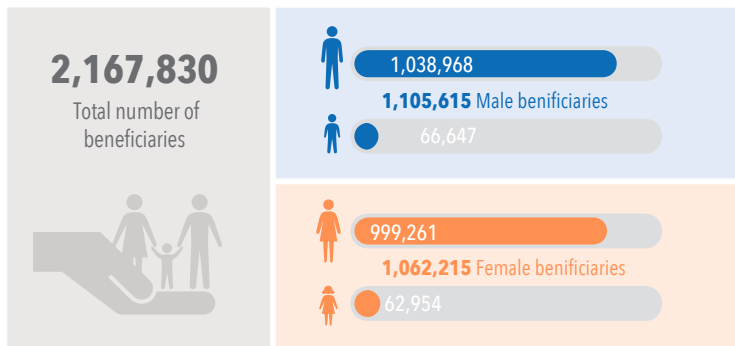 2,167,830
Total number of
beneficiaries
1,038,968
1,105,615 Male benificiaries
66,647
999,261
1,062,215 Female benificiaries
62,954